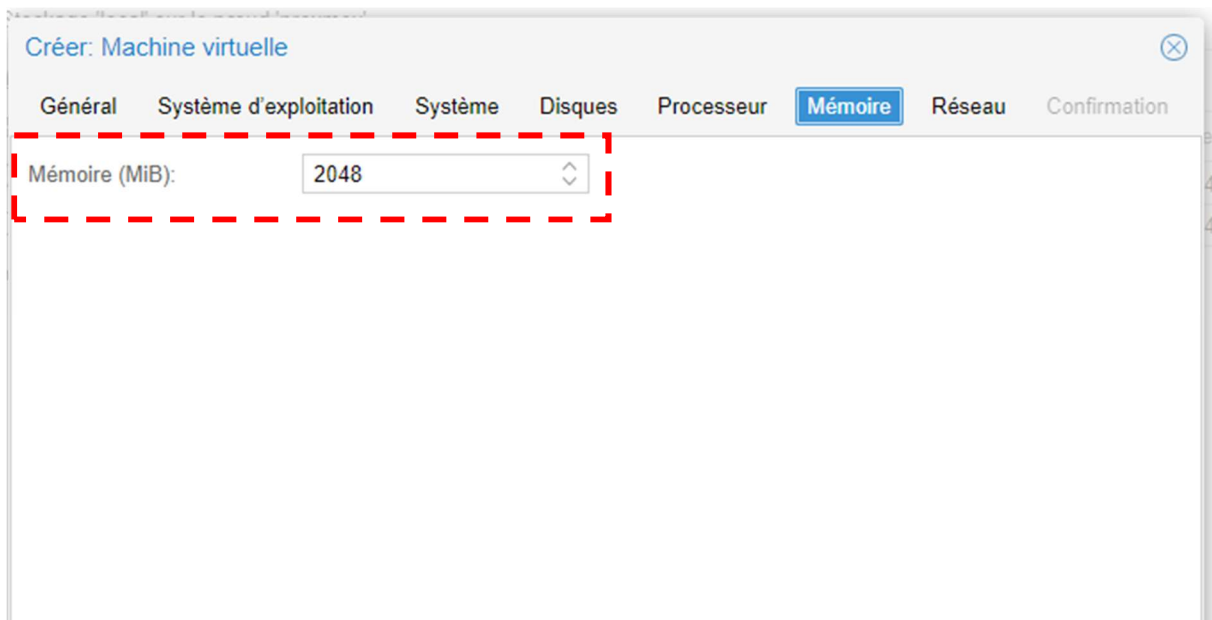 Créer: Machine virtuelle
Général Système d'exploitation Système Disques Processeur Mémoire Réseau Confirmation
Mémoire (MiB): 2048